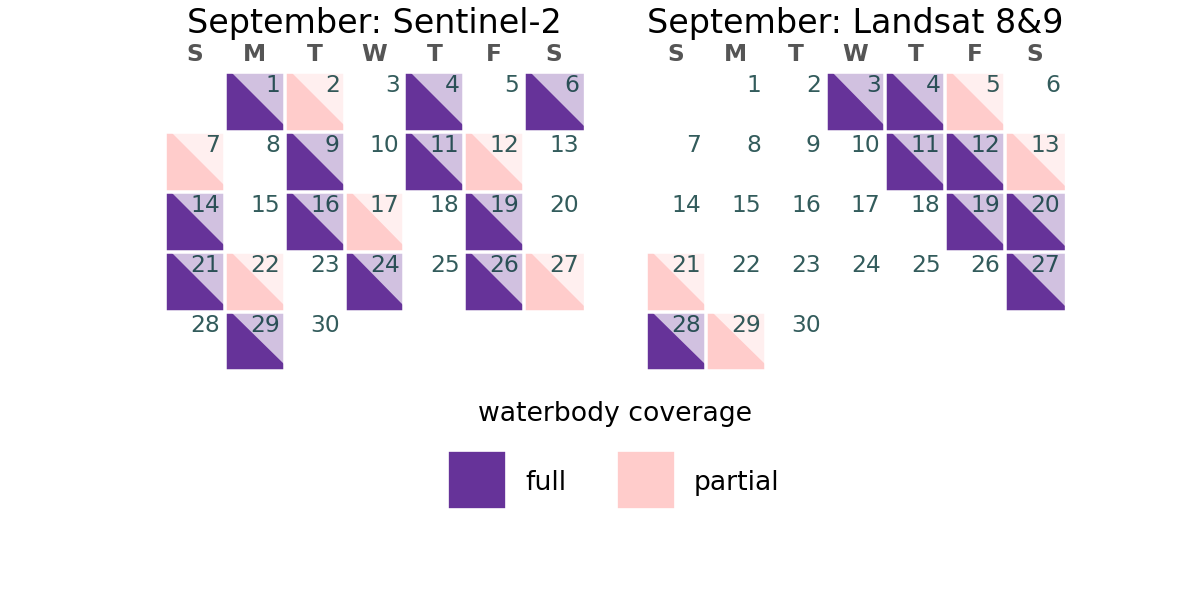 September: Sentinel-2
S M T W T F S
1 2 3 4 5 6
7 8 9 10 11 12 13
14 15 16 17 18 19 20
21 22 23 24 25 26 27
28 29 30
September: Landsat 8&9
S M T W T F S
1 2 3 4 5 6
7 8 9 10 11 12 13
14 15 16 17 18 19 20
21 22 23 24 25 26 27
28 29 30
waterbody coverage
full partial